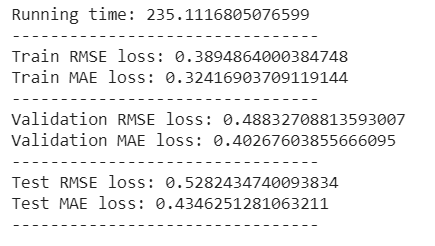 Running time: 235.1116805076599
--------------------------------
Train RMSE loss: 0.3894864000384748
Train MAE loss: 0.32416903709119144
--------------------------------
Validation RMSE loss: 0.48832708813593007
Validation MAE loss: 0.40267603855666095
--------------------------------
Test RMSE loss: 0.5282434740093834
Test MAE loss: 0.4346251281063211
--------------------------------